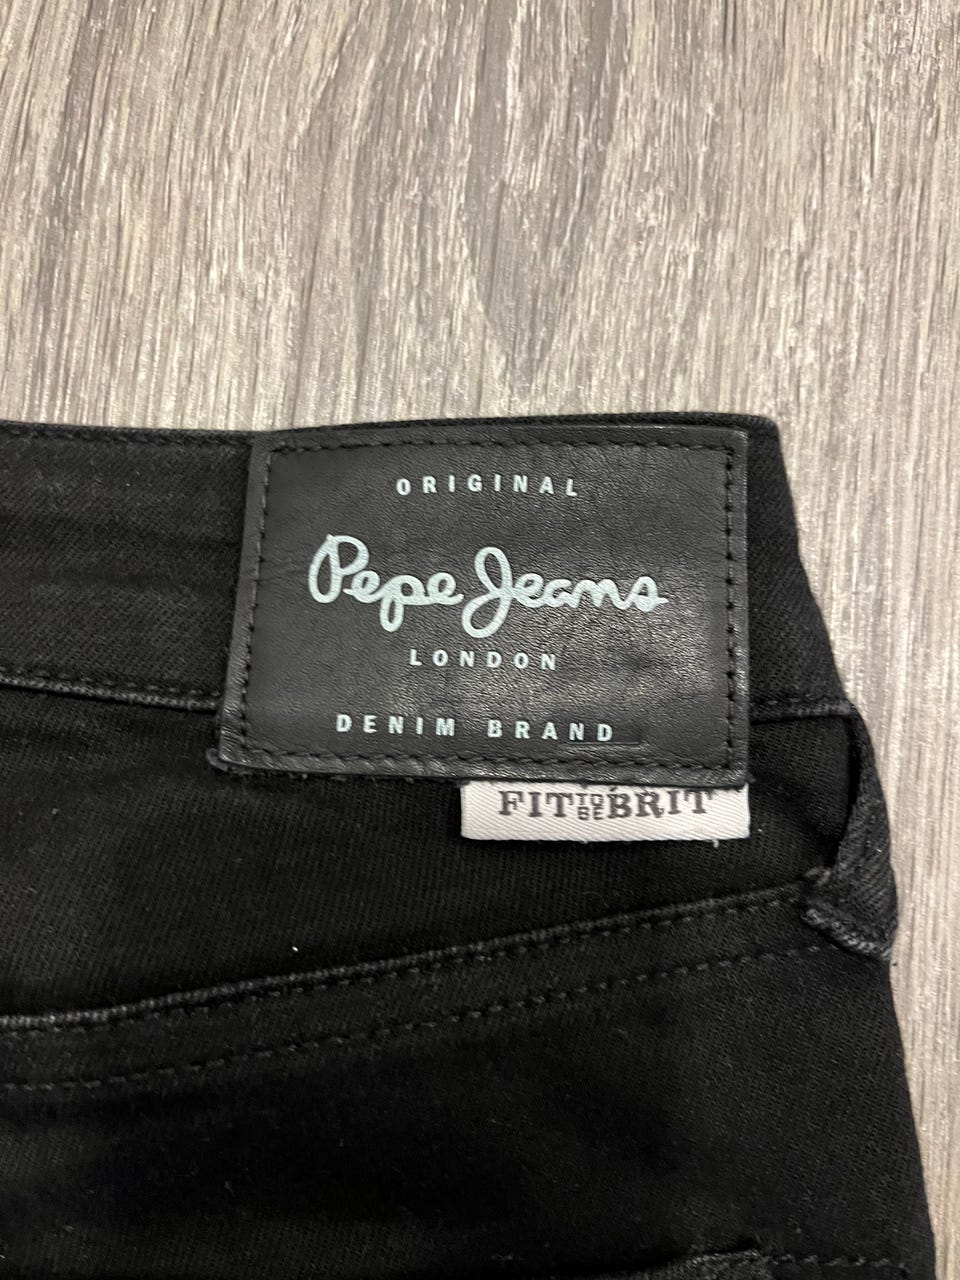 ORIGINAL
Pepe Jeans
LONDON
DENIM BRAND
FIT TO BE BRIT